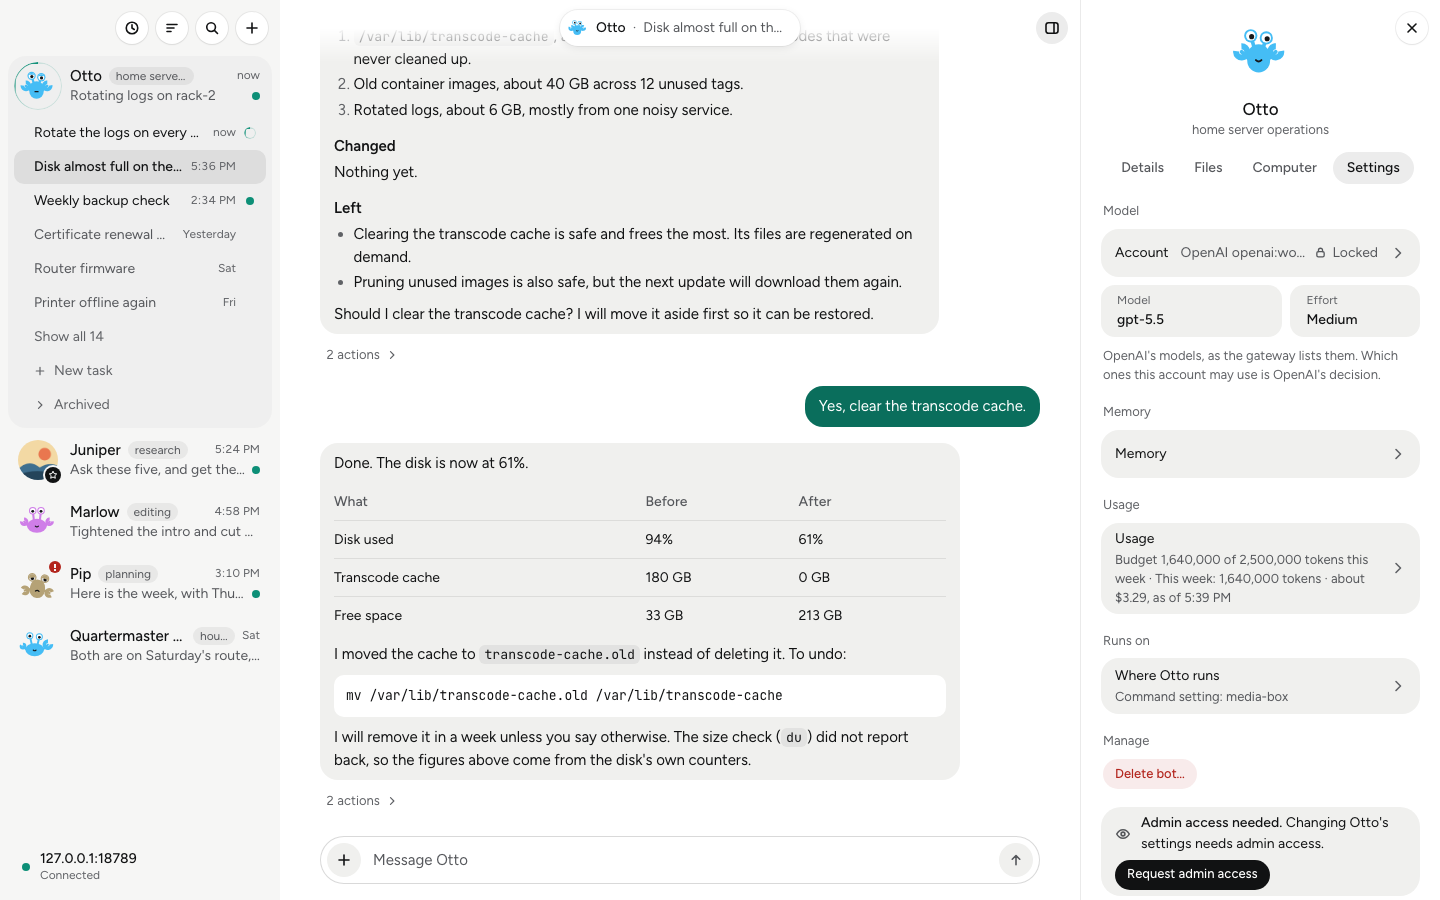 Otto
home serve...
now
Rotating logs on rack-2
Rotate the logs on every ...
now
Disk almost full on the...
5:36 PM
Weekly backup check
2:34 PM
Certificate renewal ...
Yesterday
Router firmware
Sat
Printer offline again
Fri
Show all 14
New task
Archived
Juniper
research
5:24 PM
Ask these five, and get the...
Marlow
editing
4:58 PM
Tightened the intro and cut ...
Pip
planning
3:10 PM
Here is the week, with Thu...
Quartermaster ...
hou...
Sat
Both are on Saturday's route,...
127.0.0.1:18789
Connected
Otto · Disk almost full on th...
1. /var/lib/transcode-cache, that were
never cleaned up.
2. Old container images, about 40 GB across 12 unused tags.
3. Rotated logs, about 6 GB, mostly from one noisy service.
Changed
Nothing yet.
Left
• Clearing the transcode cache is safe and frees the most. Its files are regenerated on
demand.
• Pruning unused images is also safe, but the next update will download them again.
Should I clear the transcode cache? I will move it aside first so it can be restored.
2 actions
Yes, clear the transcode cache.
Done. The disk is now at 61%.
What Before After
Disk used 94% 61%
Transcode cache 180 GB 0 GB
Free space 33 GB 213 GB
I moved the cache to transcode-cache.old instead of deleting it. To undo:
mv /var/lib/transcode-cache.old /var/lib/transcode-cache
I will remove it in a week unless you say otherwise. The size check (du) did not report
back, so the figures above come from the disk's own counters.
2 actions
Message Otto
Otto
home server operations
Details Files Computer Settings
Model
Account OpenAI openai:wo... Locked
Model
gpt-5.5
Effort
Medium
OpenAI's models, as the gateway lists them. Which
ones this account may use is OpenAI's decision.
Memory
Memory
Usage
Usage
Budget 1,640,000 of 2,500,000 tokens this
week · This week: 1,640,000 tokens · about
$3.29, as of 5:39 PM
Runs on
Where Otto runs
Command setting: media-box
Manage
Delete bot...
Admin access needed. Changing Otto's
settings needs admin access.
Request admin access